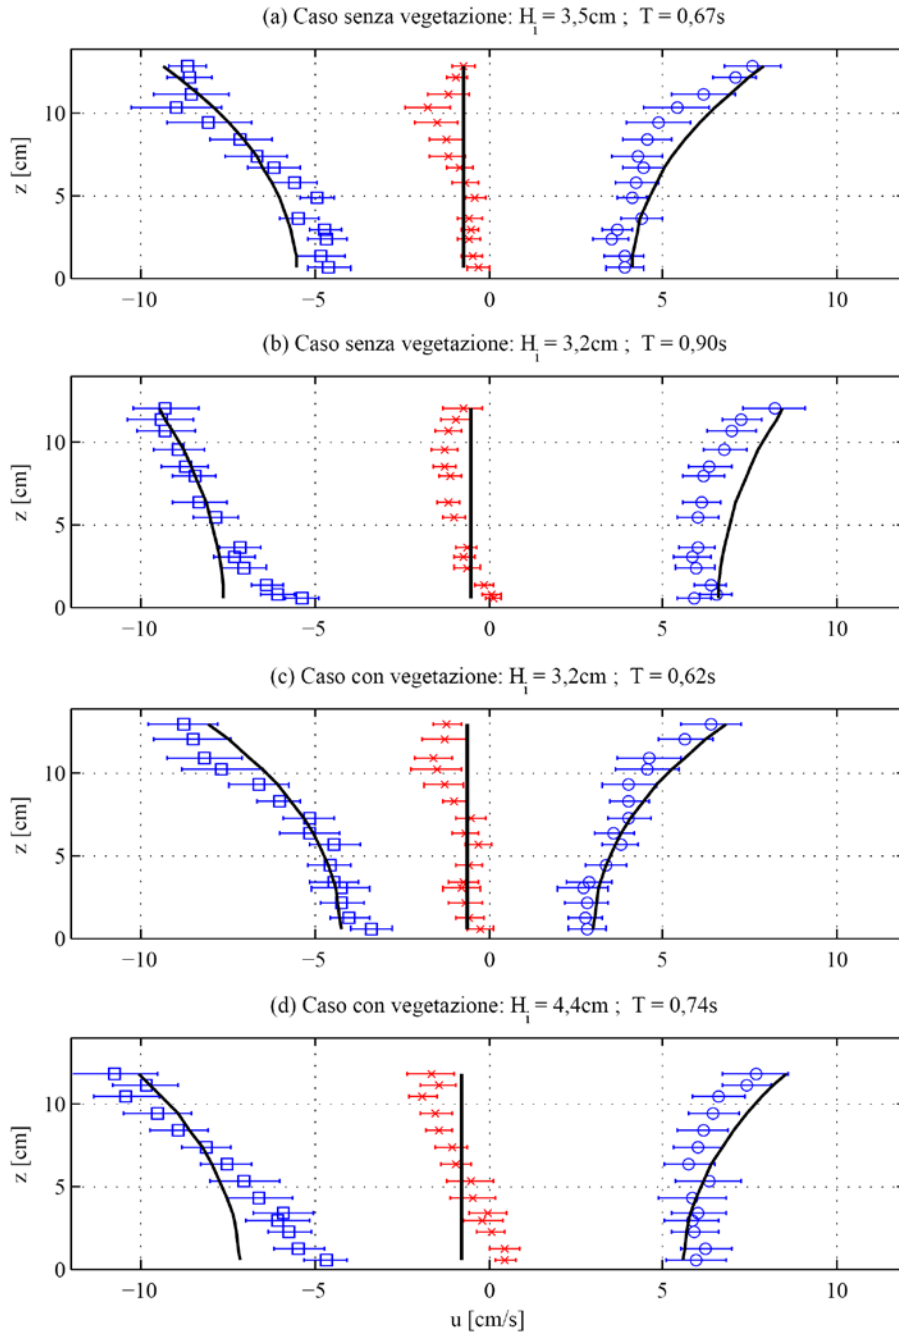 (a) Caso senza vegetazione: Hi = 3,5cm ; T = 0,67s
10
5
0
z [cm]
−10 −5 0 5 10
(b) Caso senza vegetazione: Hi = 3,2cm ; T = 0,90s
10
5
0
z [cm]
−10 −5 0 5 10
(c) Caso con vegetazione: Hi = 3,2cm ; T = 0,62s
10
5
0
z [cm]
−10 −5 0 5 10
(d) Caso con vegetazione: Hi = 4,4cm ; T = 0,74s
10
5
0
z [cm]
−10 −5 0 5 10
u [cm/s]